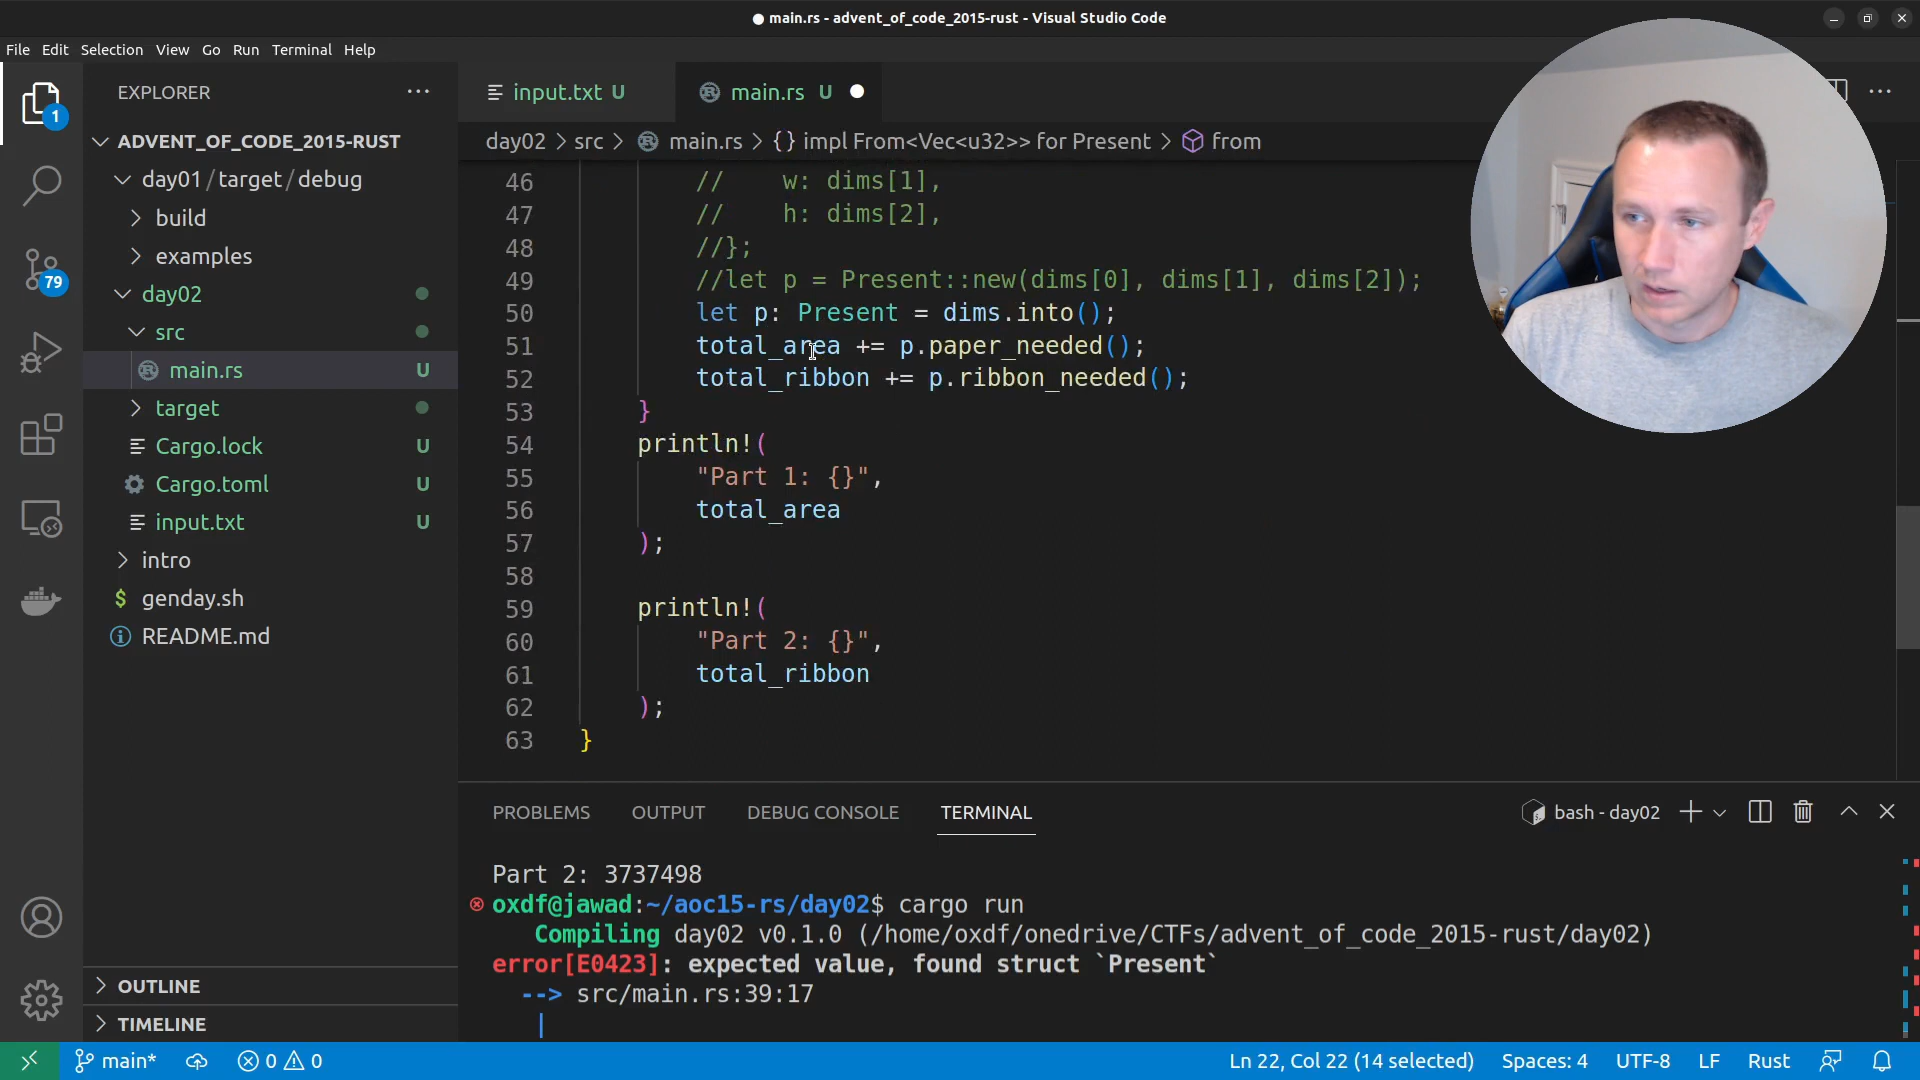 ● main.rs - advent_of_code_2015-rust - Visual Studio Code
File Edit Selection View Go Run Terminal Help
EXPLORER
input.txt U
main.rs U
ADVENT_OF_CODE_2015-RUST
day02 > src > main.rs > {} impl From<Vec<u32>> for Present > from
day01/target/debug
build
examples
day02
src
main.rs U
target
Cargo.lock U
Cargo.toml U
input.txt U
intro
genday.sh
README.md
OUTLINE
TIMELINE
1
79
46 // w: dims[1],
47 // h: dims[2],
48 //};
49 //let p = Present::new(dims[0], dims[1], dims[2]);
50 let p: Present = dims.into();
51 total_area += p.paper_needed();
52 total_ribbon += p.ribbon_needed();
53 }
54 println!(
55 "Part 1: {}",
56 total_area
57 );
58
59 println!(
60 "Part 2: {}",
61 total_ribbon
62 );
63 }
PROBLEMS OUTPUT DEBUG CONSOLE TERMINAL
bash - day02
Part 2: 3737498
oxdf@jawad:~/aoc15-rs/day02$ cargo run
Compiling day02 v0.1.0 (/home/oxdf/onedrive/CTFs/advent_of_code_2015-rust/day02)
error[E0423]: expected value, found struct `Present`
--> src/main.rs:39:17
|
main* 0 0 Ln 22, Col 22 (14 selected) Spaces: 4 UTF-8 LF Rust